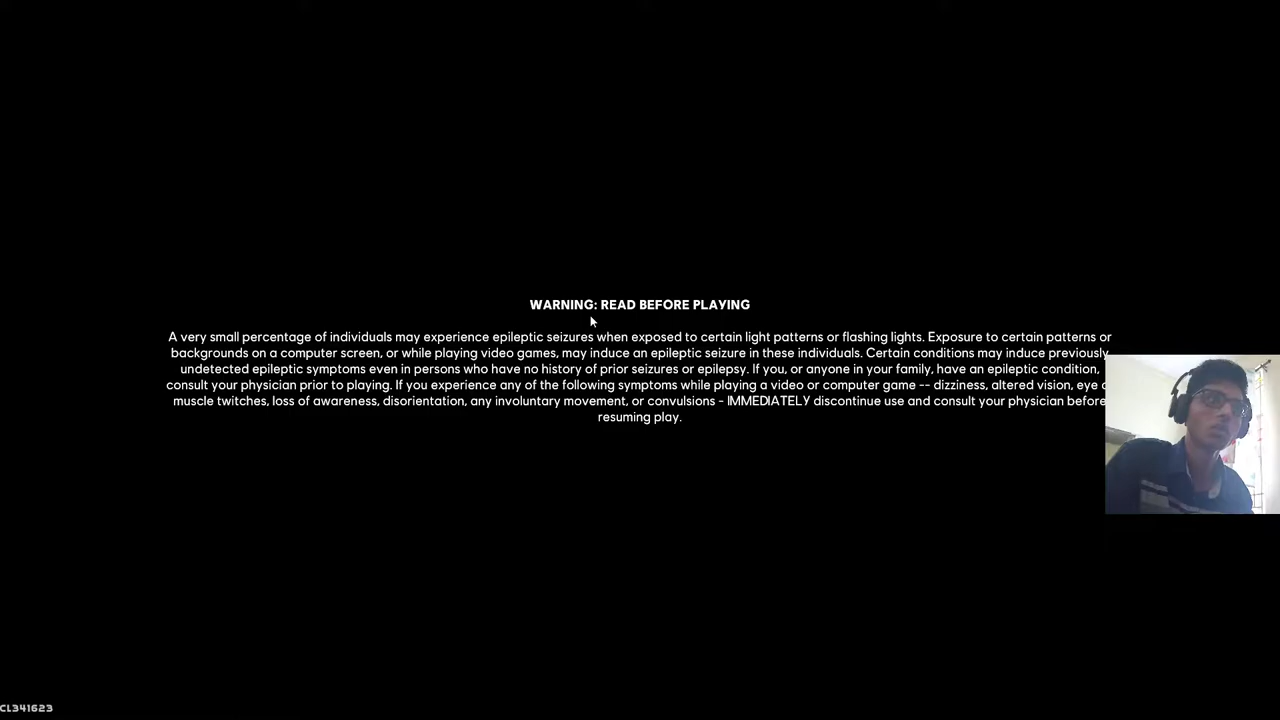 WARNING: READ BEFORE PLAYING
A very small percentage of individuals may experience epileptic seizures when exposed to certain light patterns or flashing lights. Exposure to certain patterns or
backgrounds on a computer screen, or while playing video games, may induce an epileptic seizure in these individuals. Certain conditions may induce previously
undetected epileptic symptoms even in persons who have no history of prior seizures or epilepsy. If you, or anyone in your family, have an epileptic condition,
consult your physician prior to playing. If you experience any of the following symptoms while playing a video or computer game -- dizziness, altered vision, eye
muscle twitches, loss of awareness, disorientation, any involuntary movement, or convulsions - IMMEDIATELY discontinue use and consult your physician before
resuming play.
CL341623